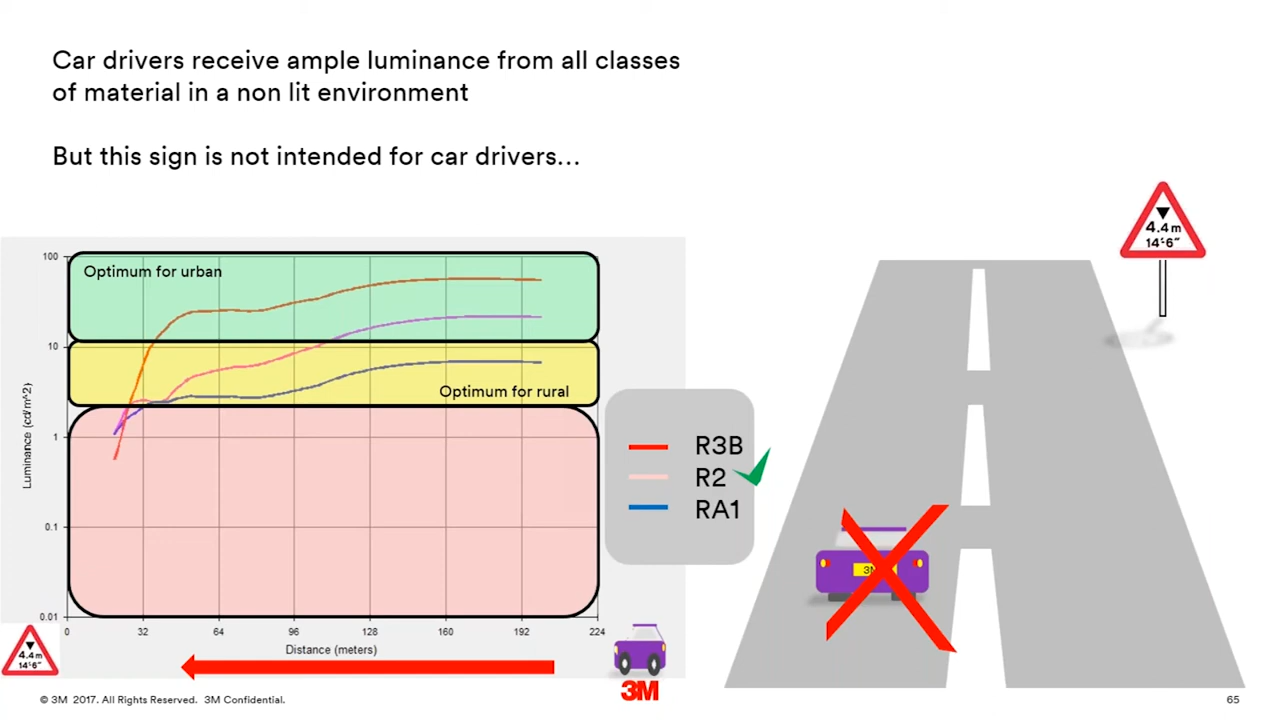 Car drivers receive ample luminance from all classes
of material in a non lit environment
But this sign is not intended for car drivers…
4.4m
14'6"
100
Optimum for urban
10
Optimum for rural
Luminance (cd/m^2)
1
0.1
0.01
0 32 64 96 128 160 192 224
Distance (meters)
R3B
R2
RA1
4.4m
14'6"
3M
© 3M 2017. All Rights Reserved. 3M Confidential.
65